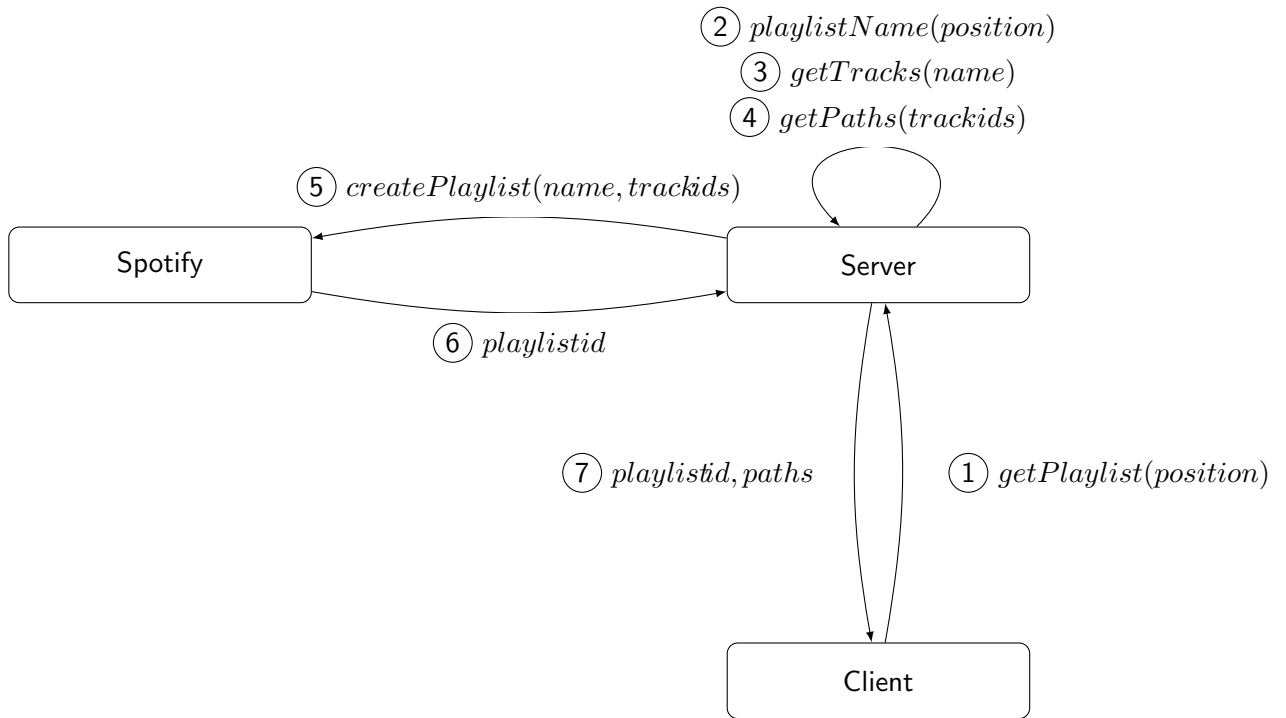 ② playlistName(position)
③ getTracks(name)
④ getPaths(trackids)
⑤ createPlaylist(name, trackids)
Spotify
Server
⑥ playlistid
⑦ playlistid, paths
① getPlaylist(position)
Client